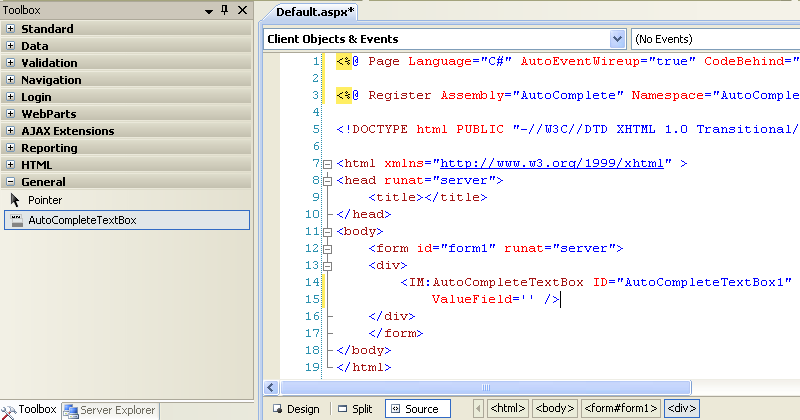 Toolbox
Standard
Data
Validation
Navigation
Login
WebParts
AJAX Extensions
Reporting
HTML
General
Pointer
AutoCompleteTextBox
Toolbox Server Explorer
Default.aspx*
Client Objects & Events (No Events)
1 <%@ Page Language="C#" AutoEventWireup="true" CodeBehind="
2
3 <%@ Register Assembly="AutoComplete" Namespace="AutoComple
4
5 <!DOCTYPE html PUBLIC "-//W3C//DTD XHTML 1.0 Transitional/
6
7 <html xmlns="http://www.w3.org/1999/xhtml" >
8 <head runat="server">
9 <title></title>
10 </head>
11 <body>
12 <form id="form1" runat="server">
13 <div>
14 <IM:AutoCompleteTextBox ID="AutoCompleteTextBox1"
15 ValueField='' />
16 </div>
17 </form>
18 </body>
19 </html>
Design Split Source <html> <body> <form#form1> <div>